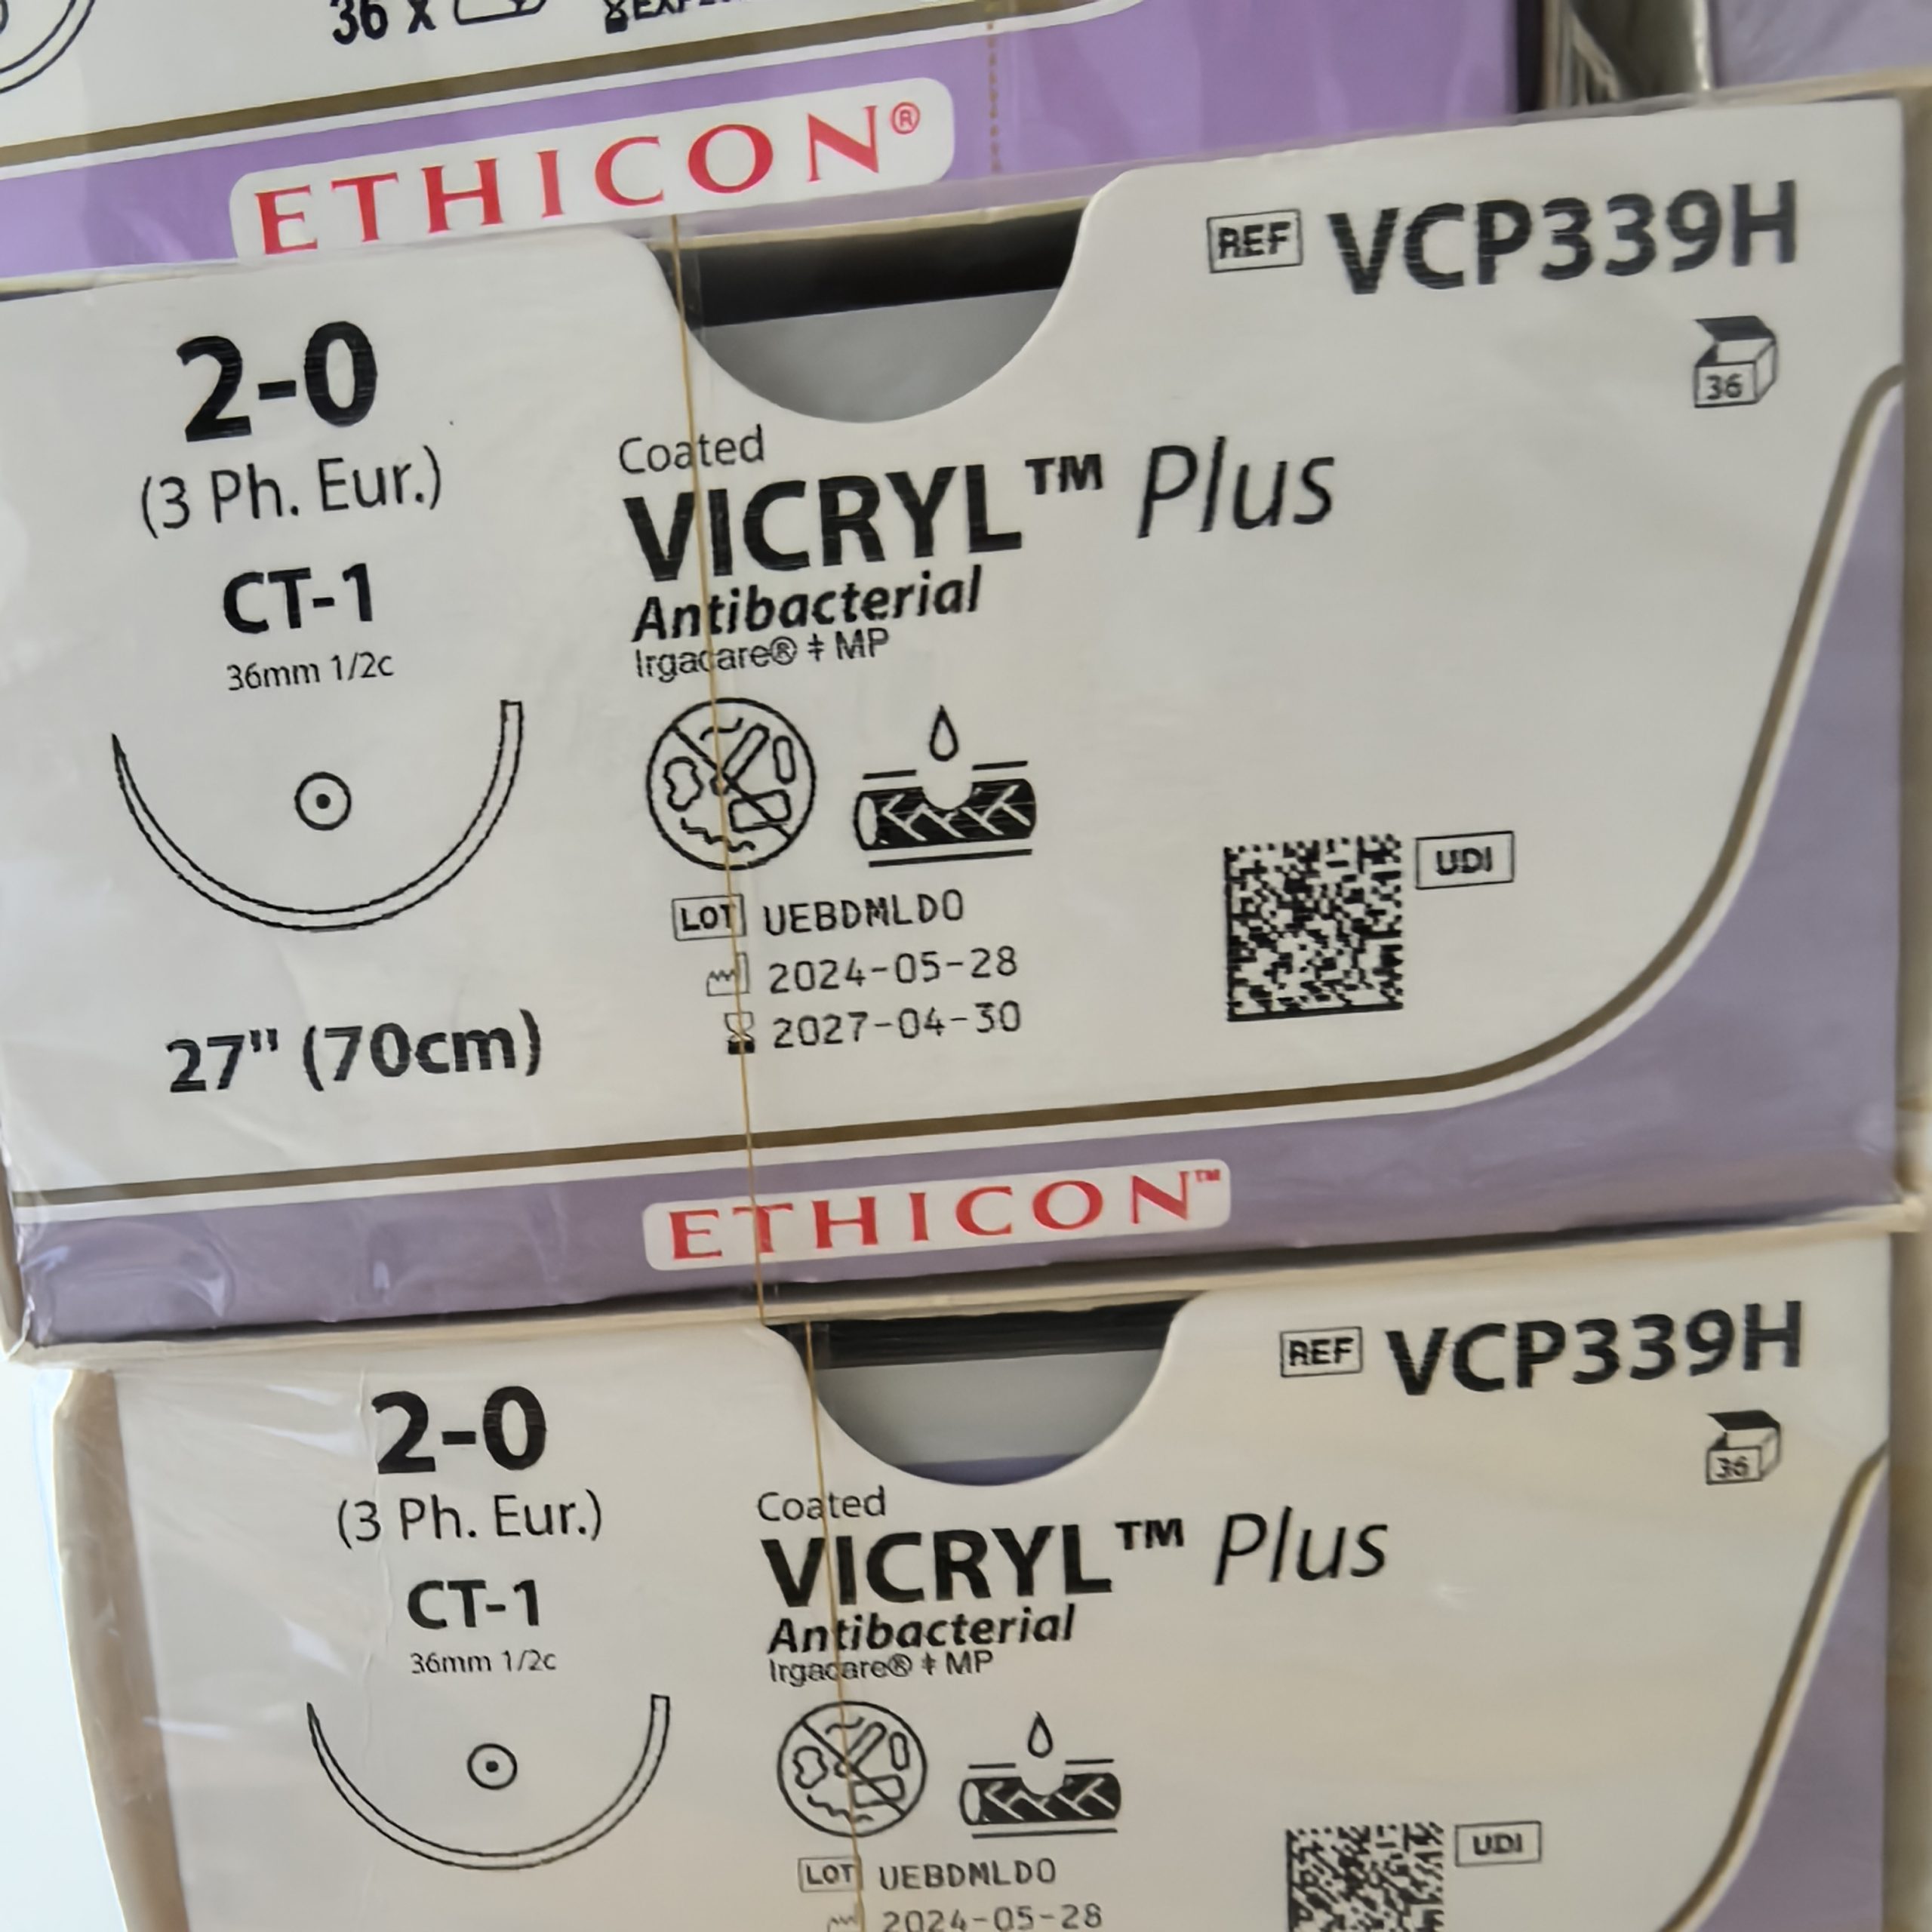 36 x
ETHICON®
REF VCP339H
36
2-0
(3 Ph. Eur.)
CT-1
36mm 1/2c
27" (70cm)
Coated
VICRYL™ Plus
Antibacterial
Irgacare® ǂ MP
LOT UEBDMLDO
2024-05-28
2027-04-30
UDI
ETHICON™
REF VCP339H
36
2-0
(3 Ph. Eur.)
CT-1
36mm 1/2c
Coated
VICRYL™ Plus
Antibacterial
Irgacare® ǂ MP
LOT UEBDMLDO
2024-05-28
UDI